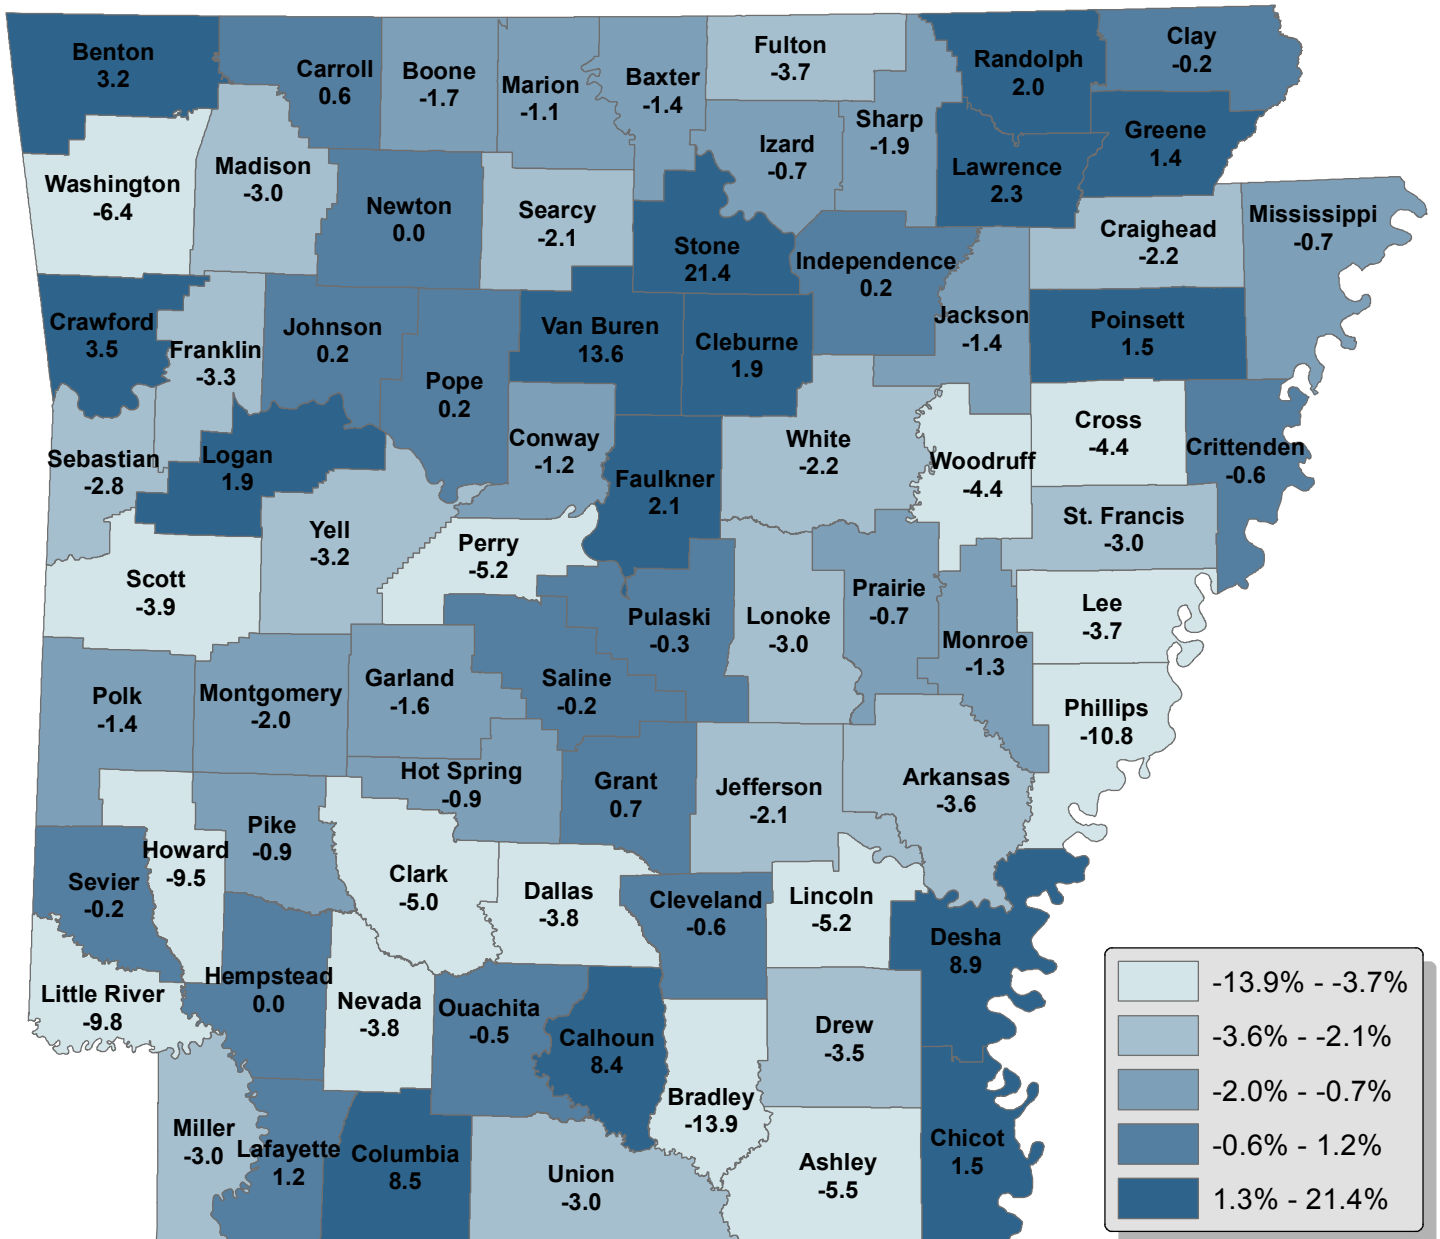 Benton
3.2
Carroll
0.6
Boone
-1.7
Marion
-1.1
Baxter
-1.4
Fulton
-3.7
Sharp
-1.9
Randolph
2.0
Clay
-0.2
Greene
1.4
Lawrence
2.3
Izard
-0.7
Washington
-6.4
Madison
-3.0
Newton
0.0
Searcy
-2.1
Stone
21.4
Independence
0.2
Craighead
-2.2
Mississippi
-0.7
Crawford
3.5
Franklin
-3.3
Johnson
0.2
Pope
0.2
Van Buren
13.6
Cleburne
1.9
Jackson
-1.4
Poinsett
1.5
Sebastian
-2.8
Logan
1.9
Conway
-1.2
Faulkner
2.1
White
-2.2
Woodruff
-4.4
Cross
-4.4
Crittenden
-0.6
St. Francis
-3.0
Scott
-3.9
Yell
-3.2
Perry
-5.2
Pulaski
-0.3
Lonoke
-3.0
Prairie
-0.7
Monroe
-1.3
Lee
-3.7
Phillips
-10.8
Polk
-1.4
Montgomery
-2.0
Garland
-1.6
Saline
-0.2
Hot Spring
-0.9
Grant
0.7
Jefferson
-2.1
Arkansas
-3.6
Sevier
-0.2
Howard
-9.5
Pike
-0.9
Clark
-5.0
Dallas
-3.8
Cleveland
-0.6
Lincoln
-5.2
Desha
8.9
Little River
-9.8
Hempstead
0.0
Nevada
-3.8
Ouachita
-0.5
Calhoun
8.4
Bradley
-13.9
Drew
-3.5
Miller
-3.0
Lafayette
1.2
Columbia
8.5
Union
-3.0
Ashley
-5.5
Chicot
1.5
-13.9% - -3.7%
-3.6% - -2.1%
-2.0% - -0.7%
-0.6% - 1.2%
1.3% - 21.4%